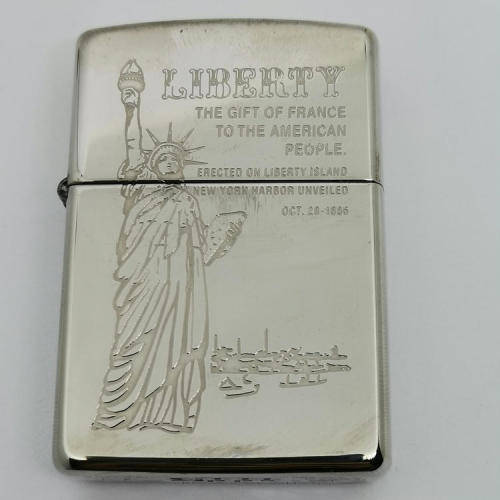 LIBERTY
THE GIFT OF FRANCE
TO THE AMERICAN
PEOPLE.
ERECTED ON LIBERTY ISLAND
NEW YORK HARBOR UNVEILED
OCT. 28-1886